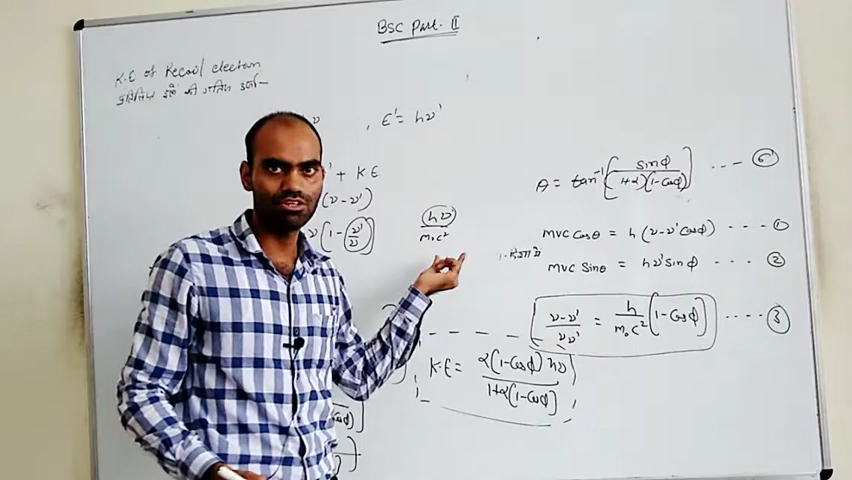 BSC Part-II
K.E of Recoil electron
प्रतिक्षिप्त इले॰ की गतिज ऊर्जा-
ν , E' = hν'
' + KE
(ν - ν')
ν [1 - ν'/ν]
hν/m₀c²
θ = tan⁻¹ [sinφ/(1+α)(1-cosφ)] --- 5
mvc cosθ = h(ν - ν' cosφ) --- 1
mvc sinθ = hν' sinφ --- 2
ν-ν'/νν' = h/m₀c² [1-cosφ] ---- 3
K.E = α(1-cosφ) hν/1+α(1-cosφ)